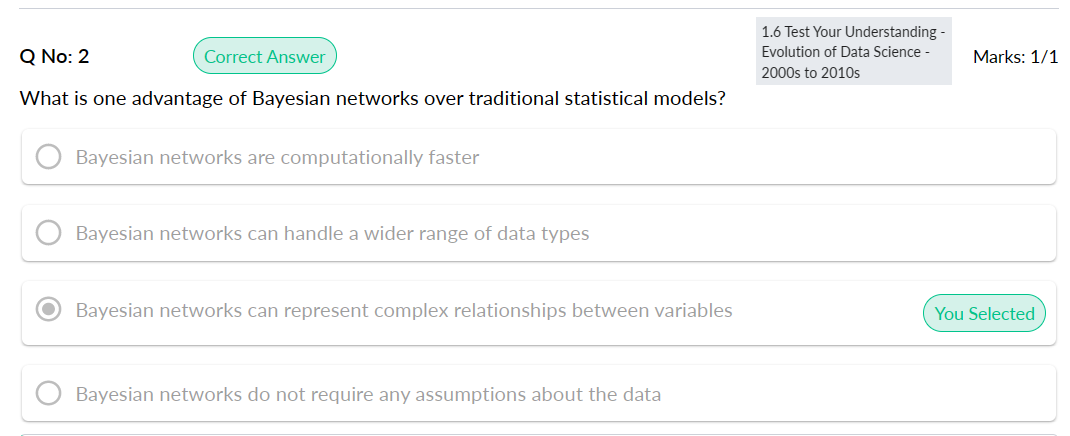 Q No: 2
Correct Answer
1.6 Test Your Understanding -
Evolution of Data Science -
2000s to 2010s
Marks: 1/1
What is one advantage of Bayesian networks over traditional statistical models?
Bayesian networks are computationally faster
Bayesian networks can handle a wider range of data types
Bayesian networks can represent complex relationships between variables
You Selected
Bayesian networks do not require any assumptions about the data